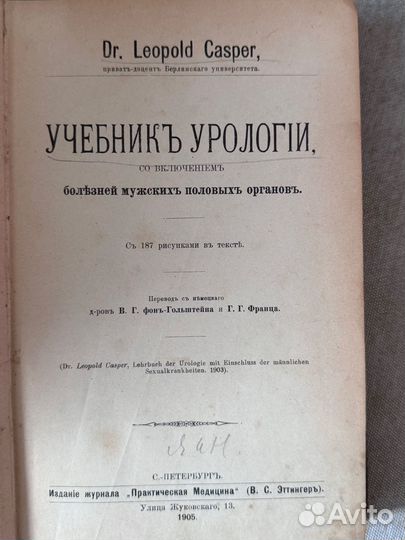 Dr. Leopold Casper,
приватъ-доцентъ Берлинскаго университета.
УЧЕБНИКЪ УРОЛОГІИ,
СО ВКЛЮЧЕНІЕМЪ
болѣзней мужскихъ половыхъ органовъ.
Съ 187 рисунками въ текстѣ.
Переводъ съ нѣмецкаго
д-ровъ В. Г. фонъ-Гольштейна и Г. Г. Франца.
(Dr. Leopold Casper, Lehrbuch der Urologie mit Einschluss der männlichen
Sexualkrankheiten. 1903).
С.-ПЕТЕРБУРГЪ.
Изданіе журнала „Практическая Медицина" (В. С. Эттингеръ).
Улица Жуковскаго, 13.
1905.
Avito